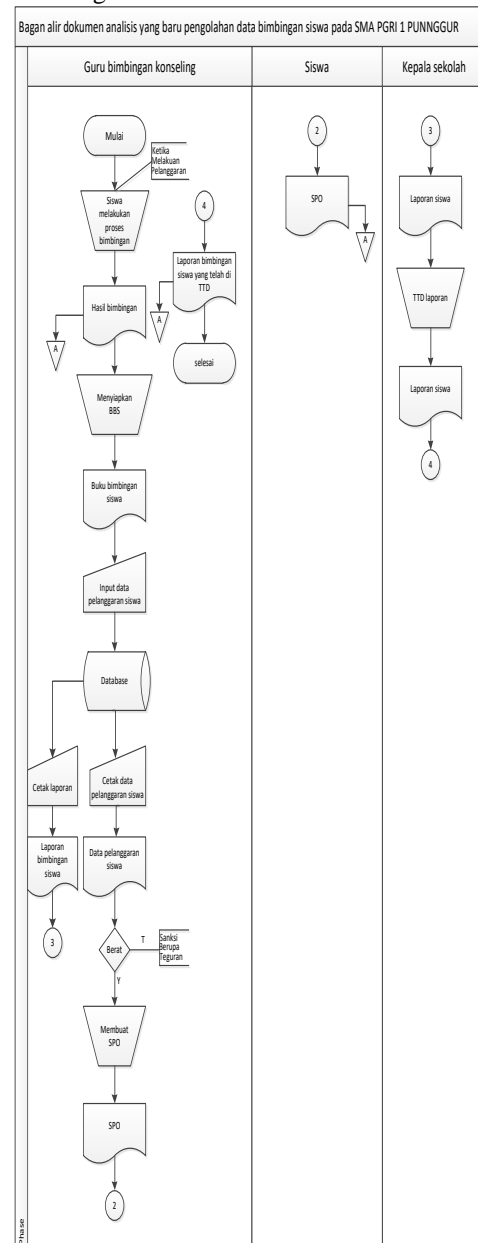 Bagan alir dokumen analisis yang baru pengolahan data bimbingan siswa pada SMA PGRI 1 PUNNGGUR
Guru bimbingan konseling
Siswa
Kepala sekolah
Mulai
Ketika
Melakuan
Pelanggaran
Siswa
melakukan
proses
bimbingan
Hasil bimbingan
A
4
Laporan bimbingan
siswa yang telah di
TTD
A
selesai
Menyiapkan
BBS
Buku bimbingan
siswa
Input data
pelanggaran siswa
Database
Cetak laporan
Cetak data
pelanggaran siswa
Laporan
bimbingan
siswa
Data pelanggaran
siswa
3
Berat
T
Sanksi
Berupa
Teguran
Y
Membuat
SPO
SPO
2
2
SPO
A
3
Laporan siswa
TTD laporan
Laporan siswa
4
Phase